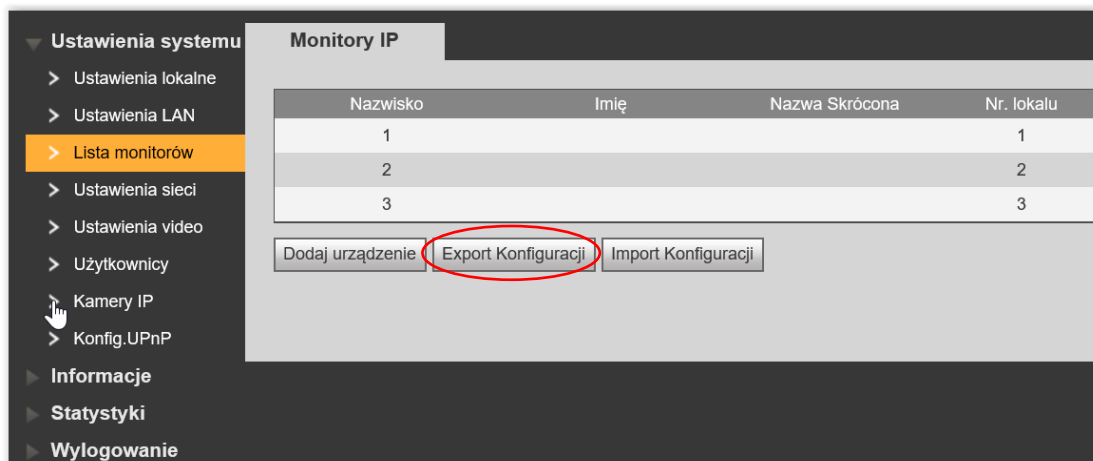 Ustawienia systemu
Ustawienia lokalne
Ustawienia LAN
Lista monitorów
Ustawienia sieci
Ustawienia video
Użytkownicy
Kamery IP
Konfig.UPnP
Informacje
Statystyki
Wylogowanie
Monitory IP
Nazwisko Imię Nazwa Skrócona Nr. lokalu
1 1
2 2
3 3
Dodaj urządzenie Export Konfiguracji Import Konfiguracji